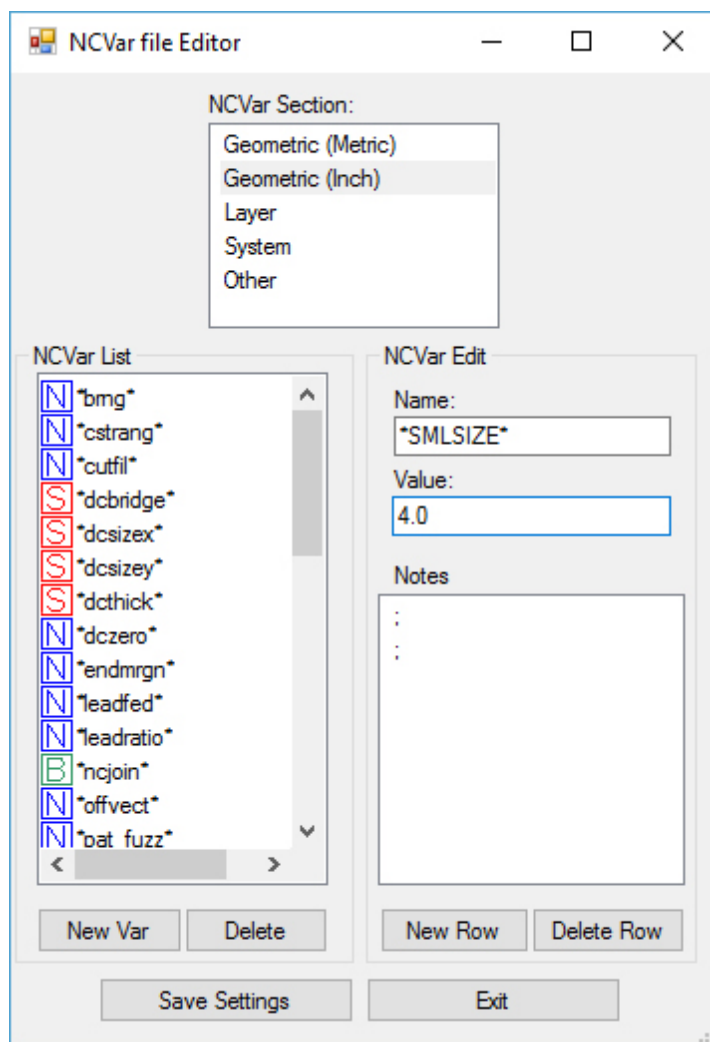 NCVar file Editor
NCVar Section:
Geometric (Metric)
Geometric (Inch)
Layer
System
Other
NCVar List
N *brng*
N *cstrang*
N *cutfil*
S *dcbridge*
S *dcsizex*
S *dcsizey*
S *dcthick*
N *dczero*
N *endmrgn*
N *leadfed*
N *leadratio*
B *ncjoin*
N *offvect*
N *pat_fuzz*
New Var
Delete
NCVar Edit
Name:
*SMLSIZE*
Value:
4.0
Notes
;
;
New Row
Delete Row
Save Settings
Exit